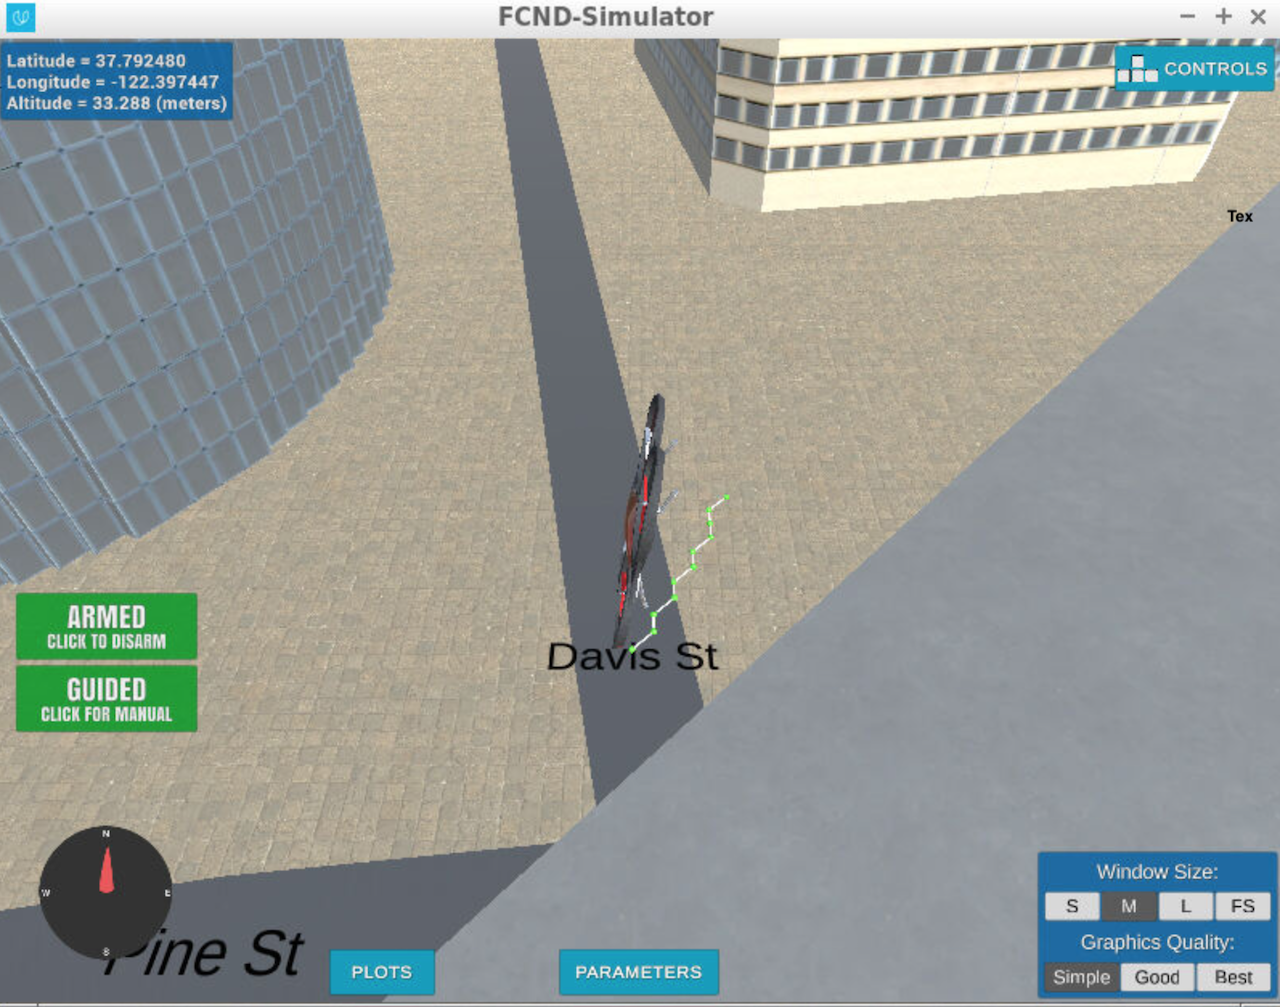 FCND-Simulator
Latitude = 37.792480
Longitude = -122.397447
Altitude = 33.288 (meters)
CONTROLS
Tex
ARMED
CLICK TO DISARM
GUIDED
CLICK FOR MANUAL
Davis St
N
W
E
S
Pine St
PLOTS
PARAMETERS
Window Size:
S M L FS
Graphics Quality:
Simple Good Best